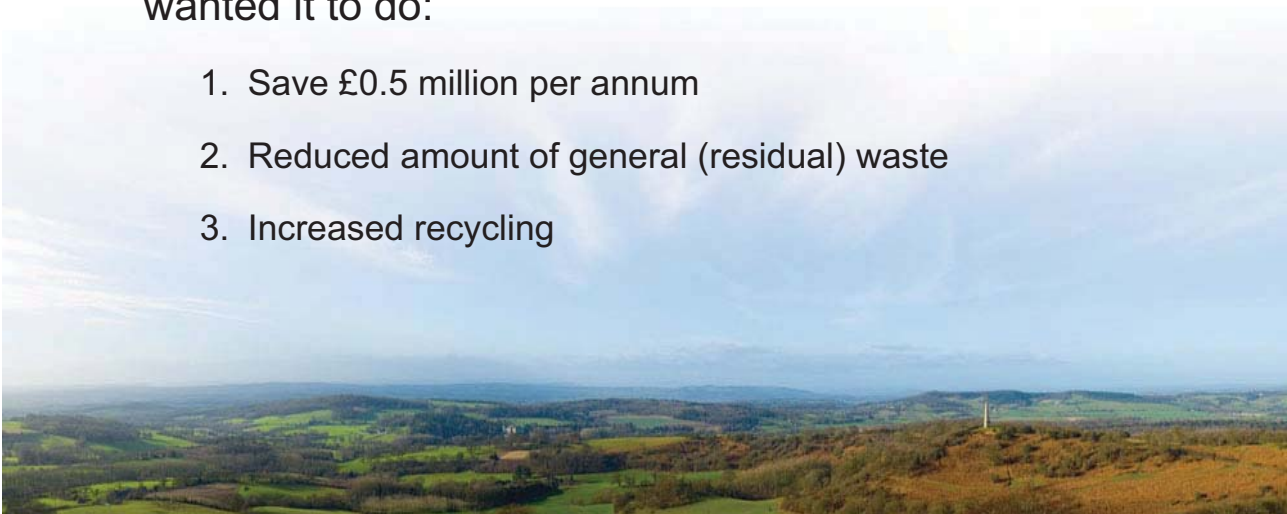 wanted it to do:
1. Save £0.5 million per annum
2. Reduced amount of general (residual) waste
3. Increased recycling